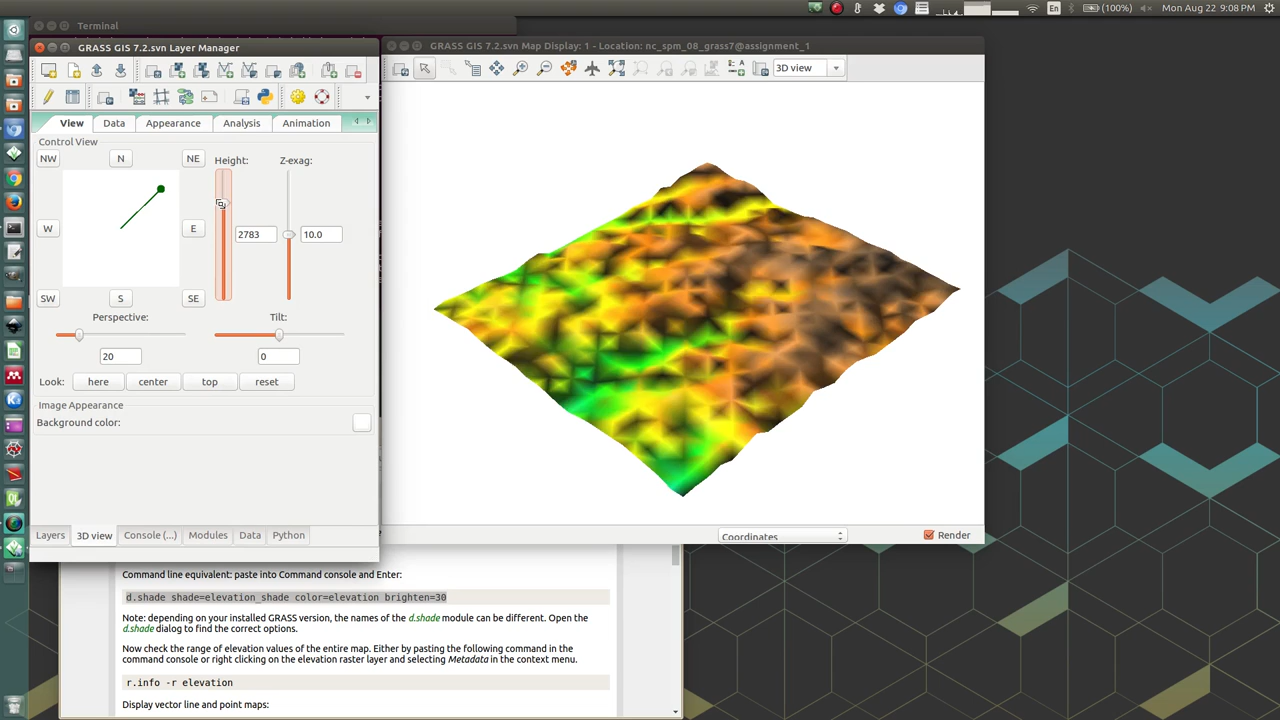 En
(100%)
Mon Aug 22 9:08 PM
Terminal
GRASS GIS 7.2.svn Layer Manager
GRASS GIS 7.2.svn Map Display: 1 - Location: nc_spm_08_grass7@assignment_1
3D view
View
Data
Appearance
Analysis
Animation
Control View
NW
N
NE
Height:
Z-exag:
W
E
2783
10.0
SW
S
SE
Perspective:
Tilt:
20
0
Look:
here
center
top
reset
Image Appearance
Background color:
Layers
3D view
Console (...)
Modules
Data
Python
Coordinates
Render
Command line equivalent: paste into Command console and Enter:
d.shade shade=elevation_shade color=elevation brighten=30
Note: depending on your installed GRASS version, the names of the d.shade module can be different. Open the
d.shade dialog to find the correct options.
Now check the range of elevation values of the entire map. Either by pasting the following command in the
command console or right clicking on the elevation raster layer and selecting Metadata in the context menu.
r.info -r elevation
Display vector line and point maps: